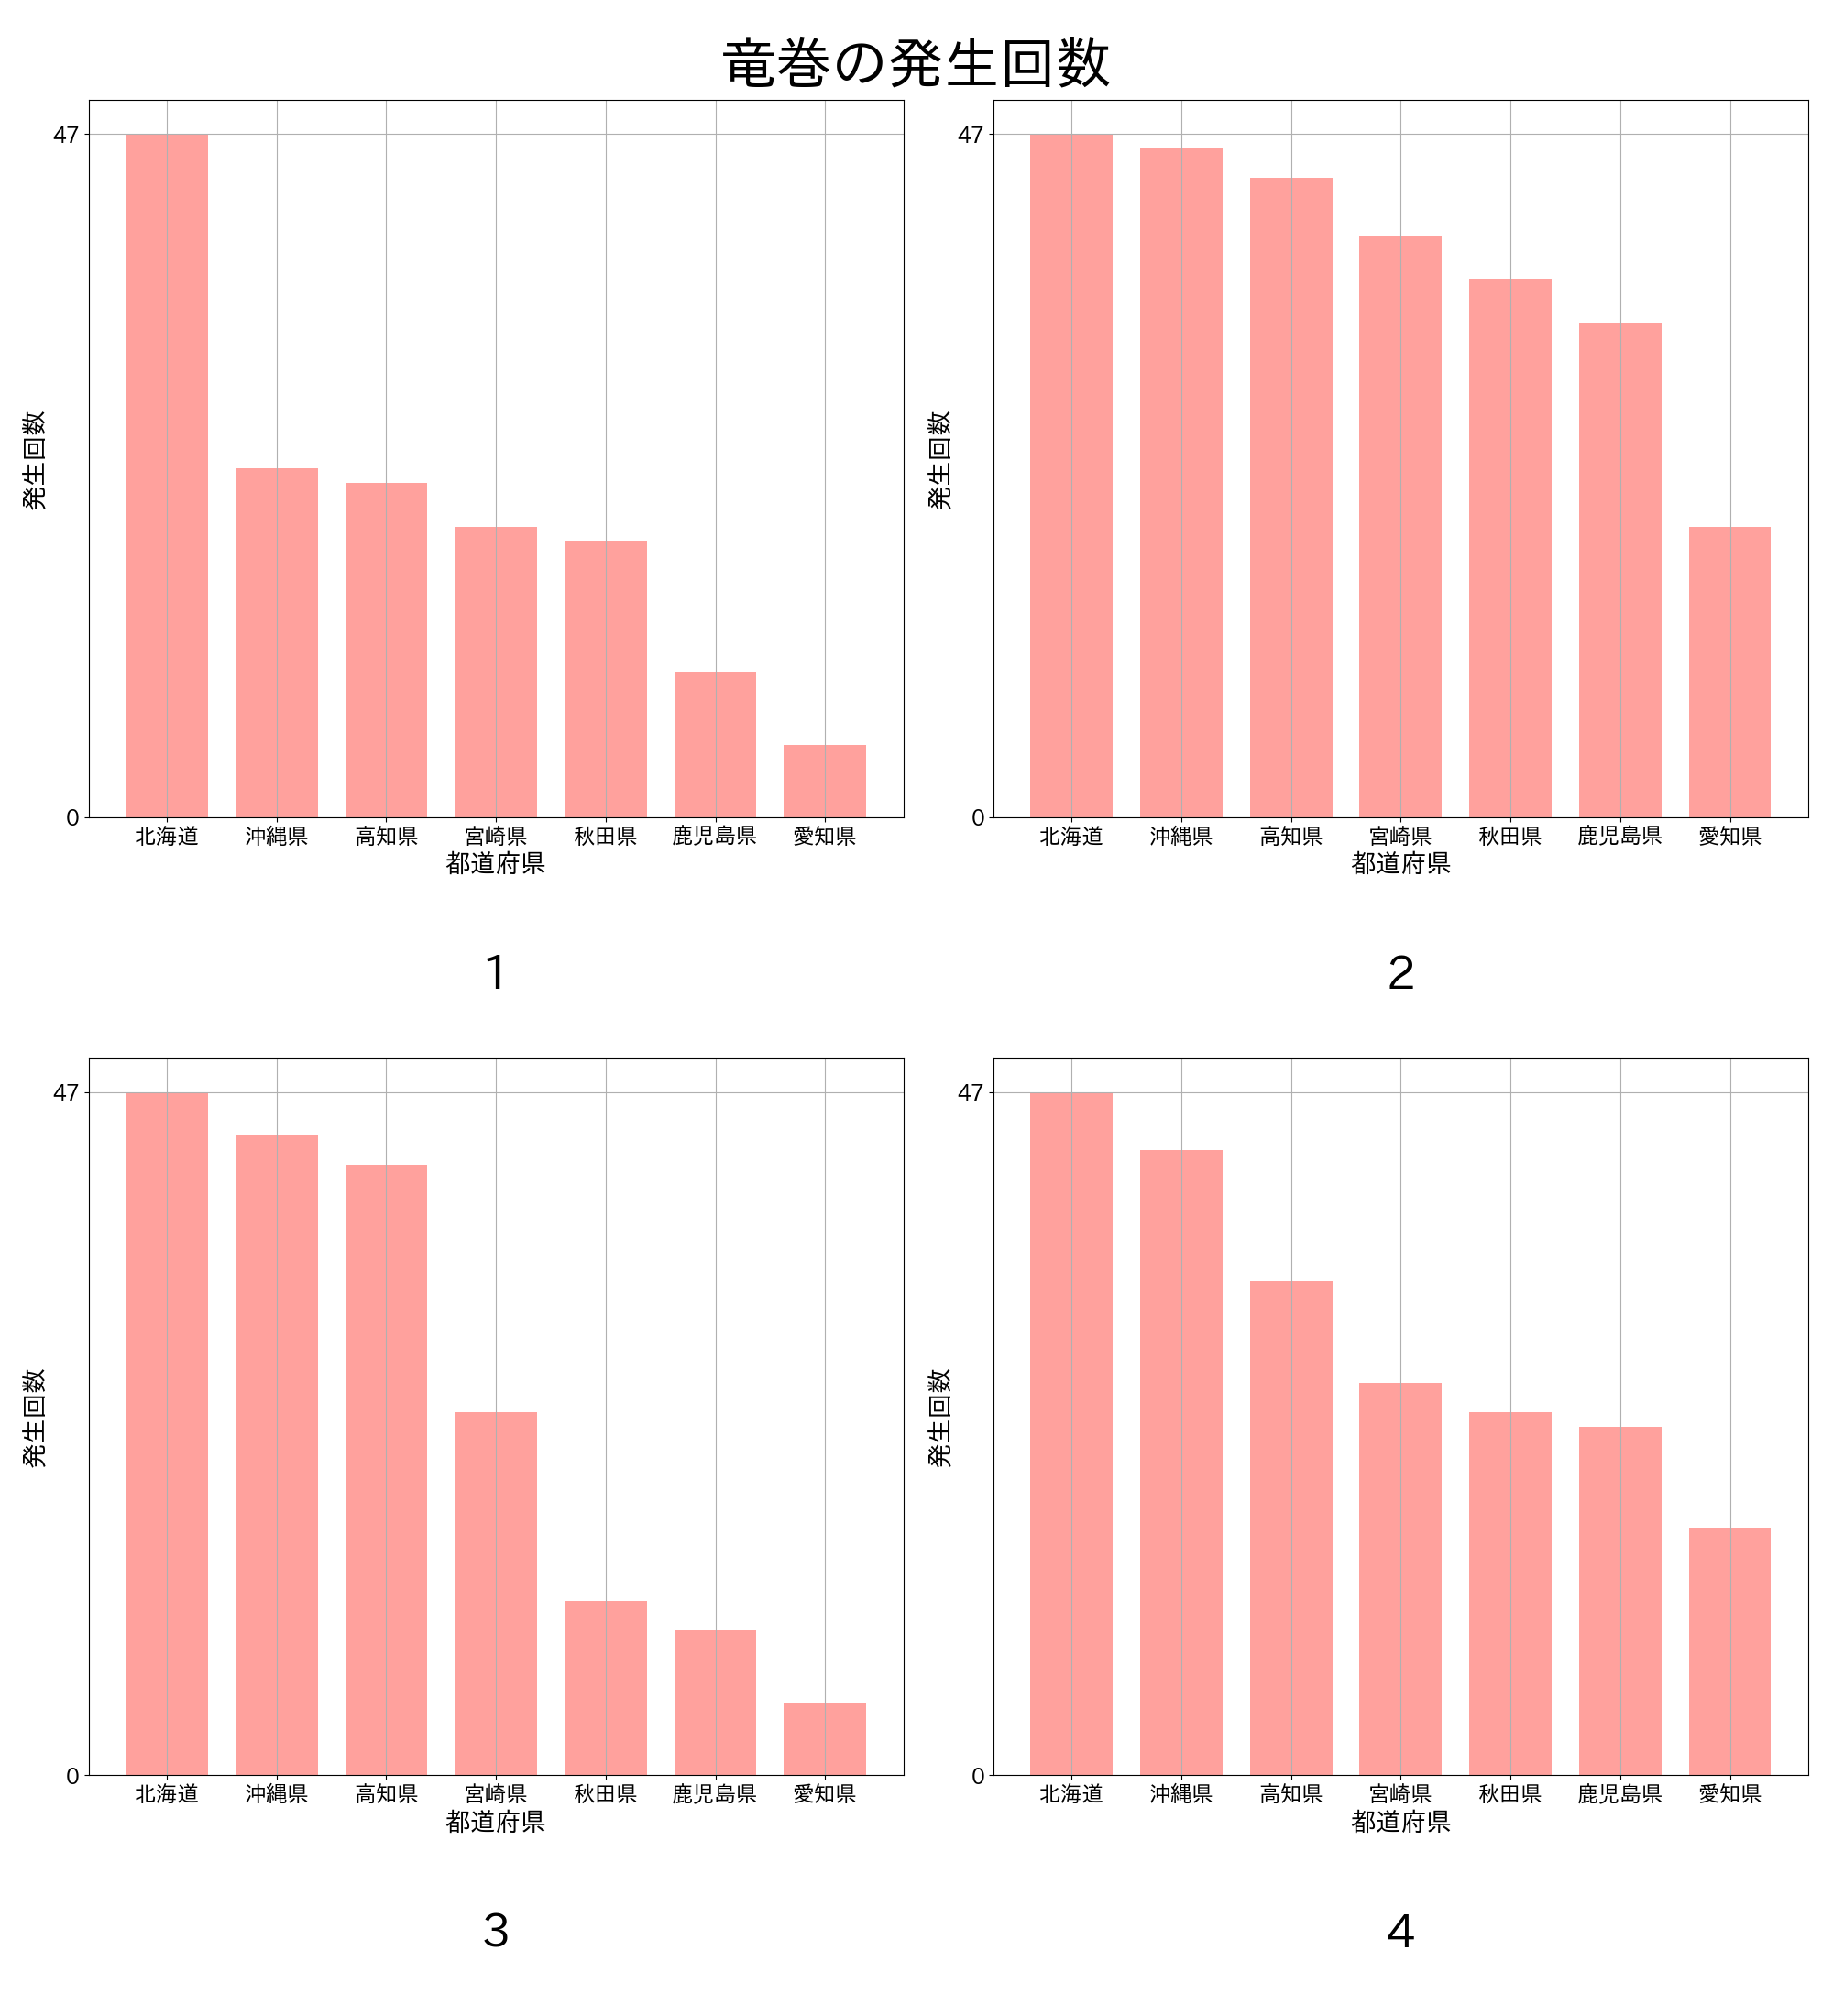 竜巻の発生回数
47
0
発生回数
北海道 沖縄県 高知県 宮崎県 秋田県 鹿児島県 愛知県
都道府県
1
47
0
発生回数
北海道 沖縄県 高知県 宮崎県 秋田県 鹿児島県 愛知県
都道府県
2
47
0
発生回数
北海道 沖縄県 高知県 宮崎県 秋田県 鹿児島県 愛知県
都道府県
3
47
0
発生回数
北海道 沖縄県 高知県 宮崎県 秋田県 鹿児島県 愛知県
都道府県
4